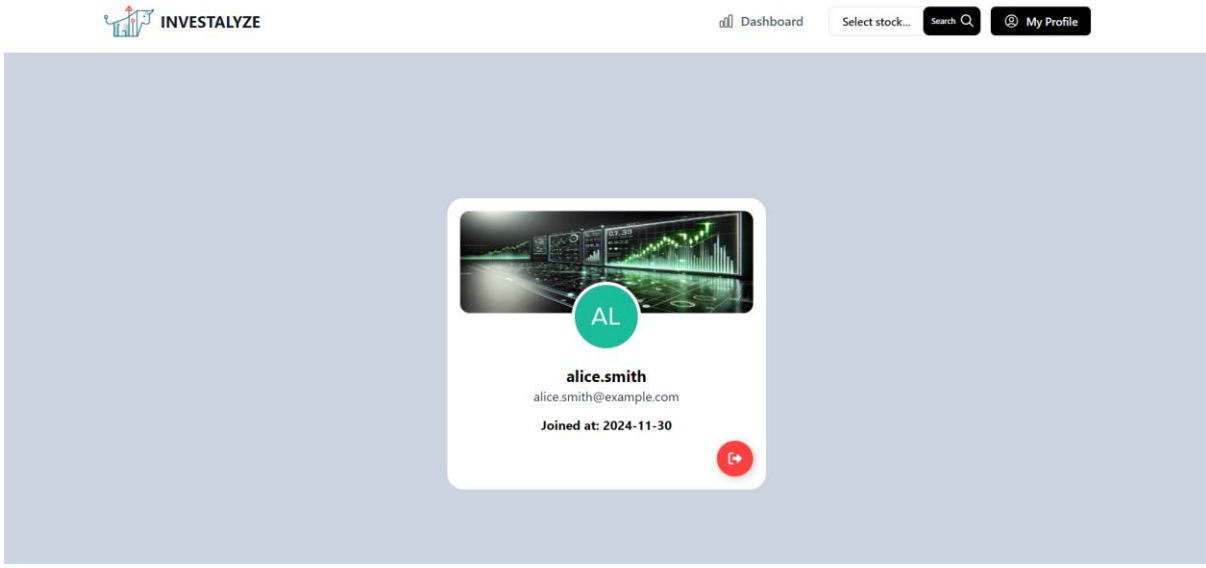 INVESTALYZE
Dashboard
Select stock...
Search
My Profile
AL
alice.smith
alice.smith@example.com
Joined at: 2024-11-30